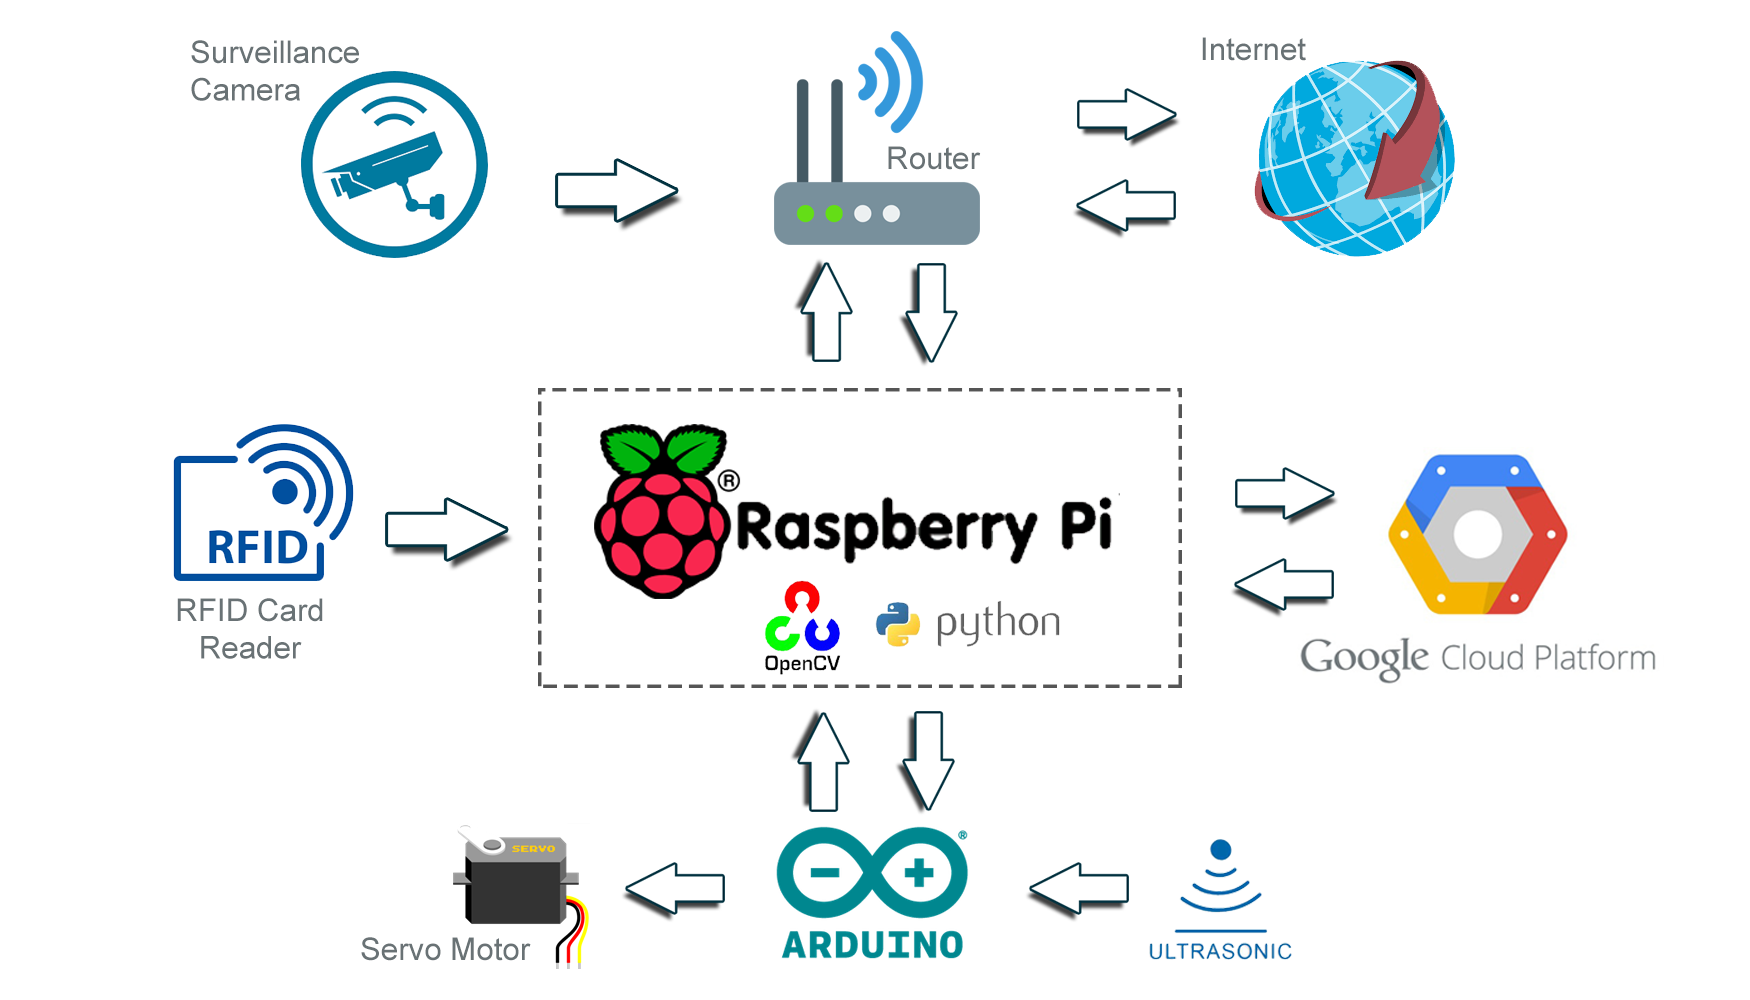 Surveillance
Camera
Router
Internet
RFID
RFID Card
Reader
®
Raspberry Pi
OpenCV
python
Google Cloud Platform
SERVO
Servo Motor
®
ARDUINO
ULTRASONIC